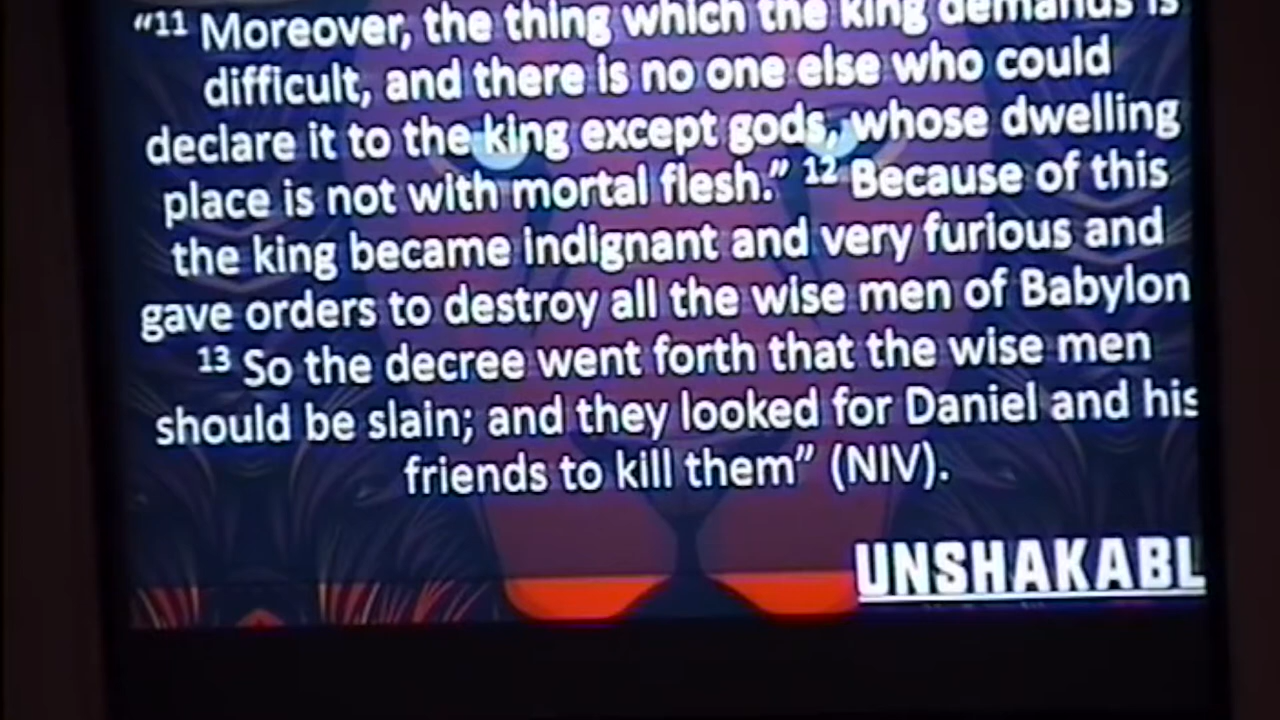 “11 Moreover, the thing which the king demands is
difficult, and there is no one else who could
declare it to the king except gods, whose dwelling
place is not with mortal flesh.” 12 Because of this
the king became indignant and very furious and
gave orders to destroy all the wise men of Babylon
13 So the decree went forth that the wise men
should be slain; and they looked for Daniel and his
friends to kill them” (NIV).
UNSHAKABL